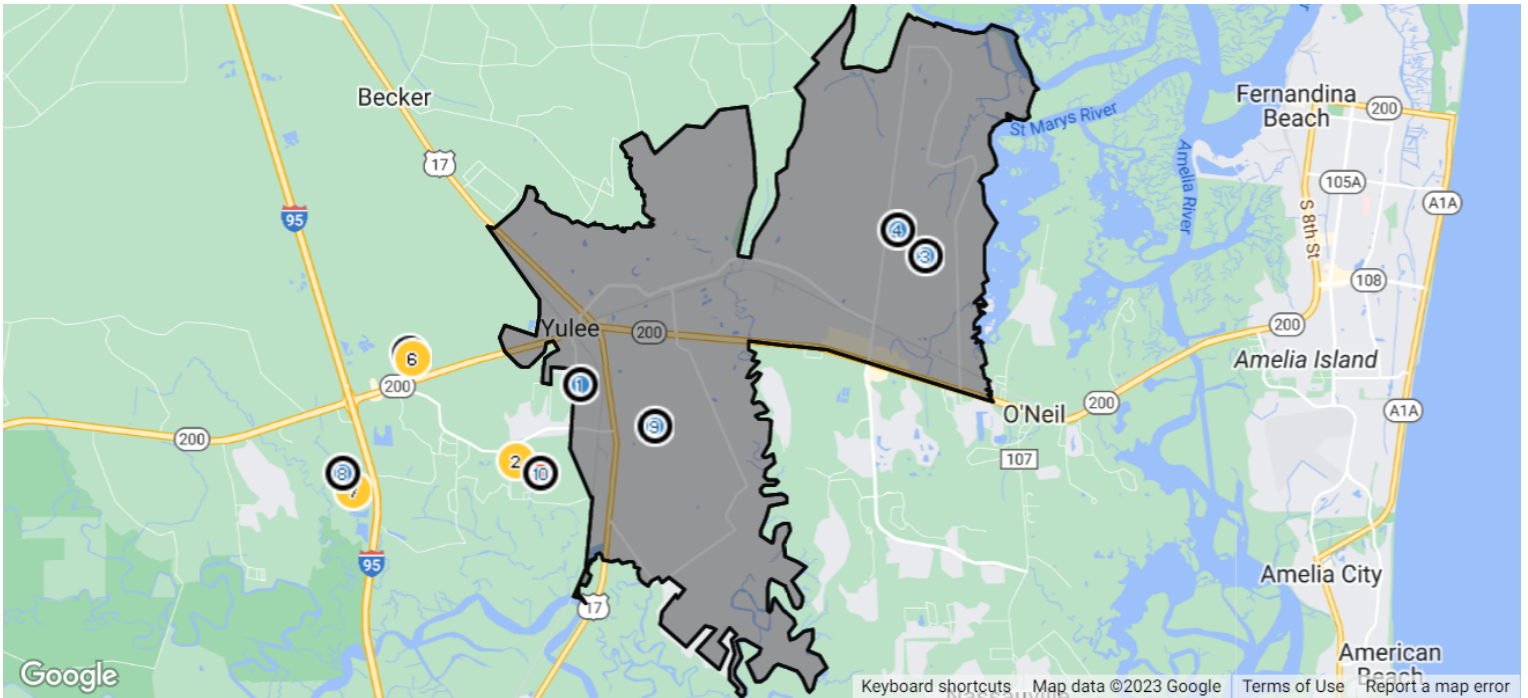 Becker
17
95
Fernandina
Beach
200
St Marys River
Amelia River
105A
A1A
S 8th St
4
3
108
Yulee
200
200
6
200
Amelia Island
1
200
200
O'Neil
A1A
9
107
2
10
8
7
95
17
Amelia City
American
Beach
Google
Keyboard shortcuts
Map data ©2023 Google
Terms of Use
Report a map error